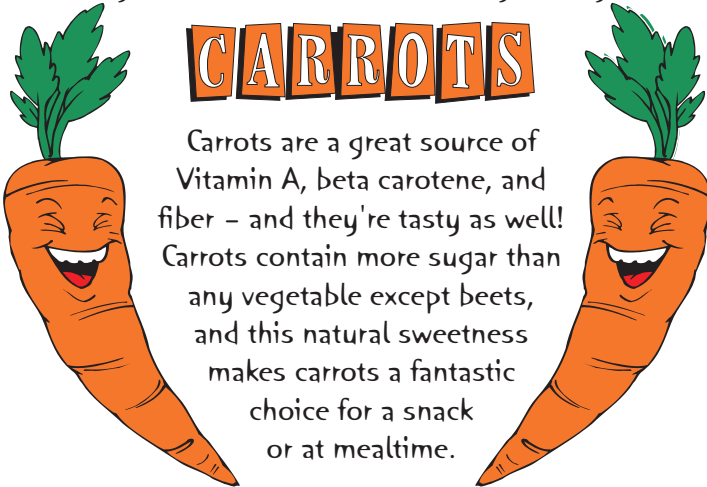 CARROTS
Carrots are a great source of
Vitamin A, beta carotene, and
fiber – and they're tasty as well!
Carrots contain more sugar than
any vegetable except beets,
and this natural sweetness
makes carrots a fantastic
choice for a snack
or at mealtime.